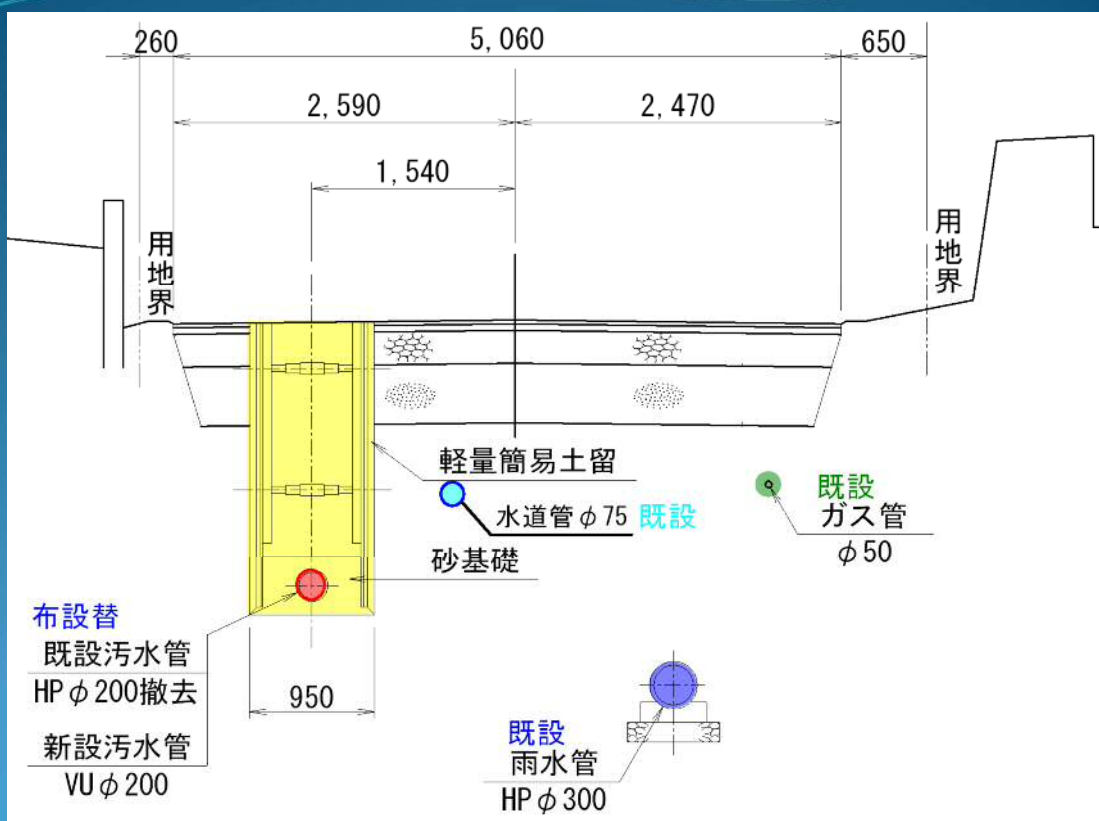 260
5,060
650
2,590
2,470
1,540
用地界
用地界
軽量簡易土留
水道管φ75 既設
既設
ガス管
φ50
砂基礎
布設替
既設汚水管
HPφ200撤去
新設汚水管
VUφ200
950
既設
雨水管
HPφ300